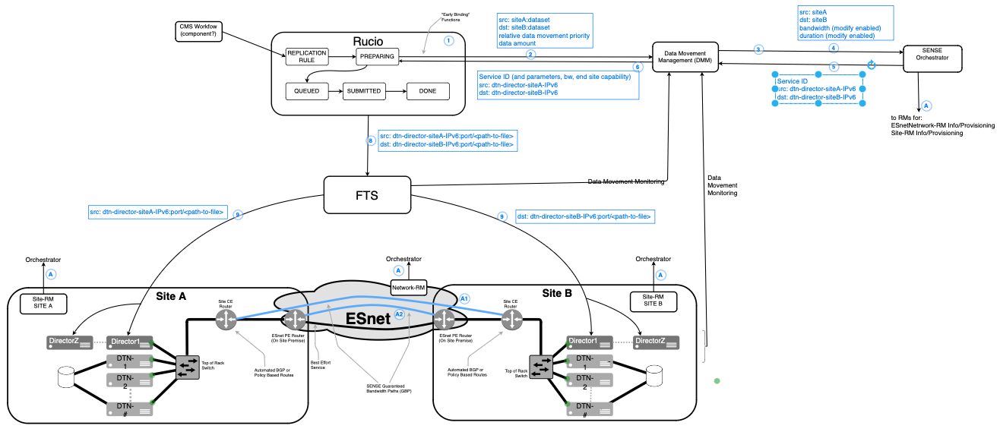 "Early Binding"
Functions
CMS Workfow
(component?)
Rucio
1
REPLICATION
RULE
PREPARING
QUEUED
SUBMITTED
DONE
src: siteA:dataset
dst: siteB:dataset
relative data movement priority
data amount
2
6
Service ID (and parameters, bw, end site capability)
src: dtn-director-siteA-IPv6
dst: dtn-director-siteB-IPv6
Data Movement
Management (DMM)
src: siteA
dst: siteB
bandwidth (modify enabled)
duration (modify enabled)
3
4
5
SENSE
Orchestrator
Service ID
src: dtn-director-siteA-IPv6
dst: dtn-director-siteB-IPv6
A
to RMs for:
ESnetNetrwork-RM Info/Provisioning
Site-RM Info/Provisioning
8
src: dtn-director-siteA-IPv6:port/<path-to-file>
dst: dtn-director-siteB-IPv6:port/<path-to-file>
FTS
Data Movement Monitoring
Data
Movement
Monitoring
src: dtn-director-siteA-IPv6:port/<path-to-file>
9
9
dst: dtn-director-siteB-IPv6:port/<path-to-file>
Orchestrator
A
Site-RM
SITE A
Site A
Orchestrator
A
Network-RM
Site B
Orchestrator
A
Site-RM
SITE B
Site CE
Router
ESnet
A1
A2
Site CE
Router
DirectorZ
Director1
DTN-
1
DTN-
2
DTN-
#
Top of Rack
Switch
Automated BGP or
Policy Based Routes
ESnet PE Router
(On Site Premise)
Best Effort
Service
SENSE Guaranteed
Bandwidth Paths (GBP)
ESnet PE Router
(On Site Premise)
Automated BGP or
Policy Based Routes
Top of Rack
Switch
Director1
DirectorZ
DTN-
1
DTN-
2
DTN-
#